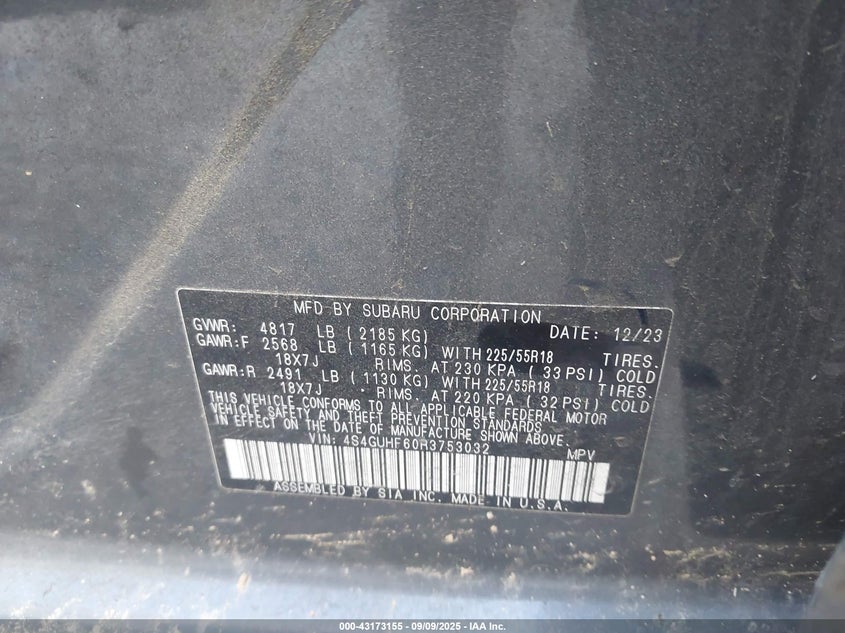 MFD BY SUBARU CORPORATION
GVWR: 4817 LB (2185 KG) DATE: 12/23
GAWR:F 2568 LB (1165 KG) WITH 225/55R18 TIRES.
18X7J RIMS. AT 230 KPA (33 PSI) COLD
GAWR:R 2491 LB (1130 KG) WITH 225/55R18 TIRES.
18X7J RIMS. AT 220 KPA (32 PSI) COLD
THIS VEHICLE CONFORMS TO ALL APPLICABLE FEDERAL MOTOR
VEHICLE SAFETY AND THEFT PREVENTION STANDARDS
IN EFFECT ON THE DATE OF MANUFACTURE SHOWN ABOVE.
VIN: 4S4GUHF60R3753032 MPV
ASSEMBLED BY SIA INC. MADE IN U.S.A.
000-43173155 - 09/09/2025 - IAA Inc.